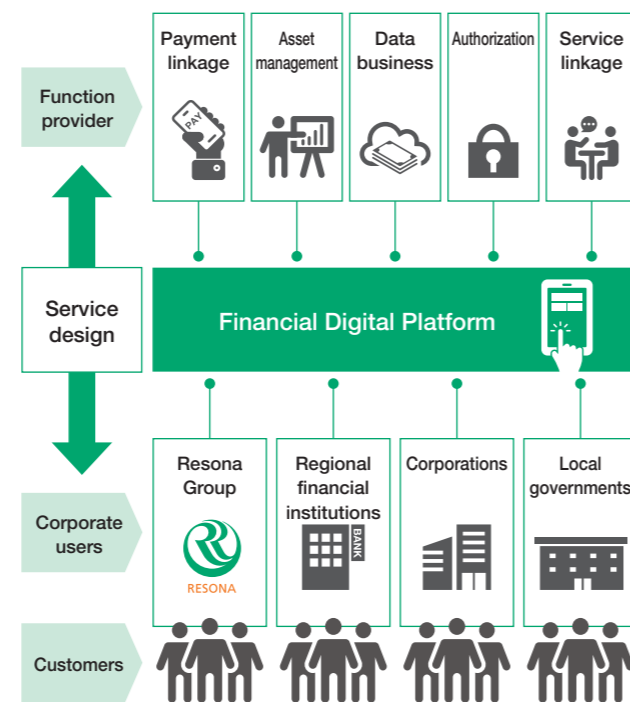 Function
provider
Payment
linkage
PAY
Asset
management
Data
business
Authorization
Service
linkage
Service
design
Financial Digital Platform
Corporate
users
Resona
Group
RESONA
Regional
financial
institutions
BANK
Corporations
Local
governments
Customers